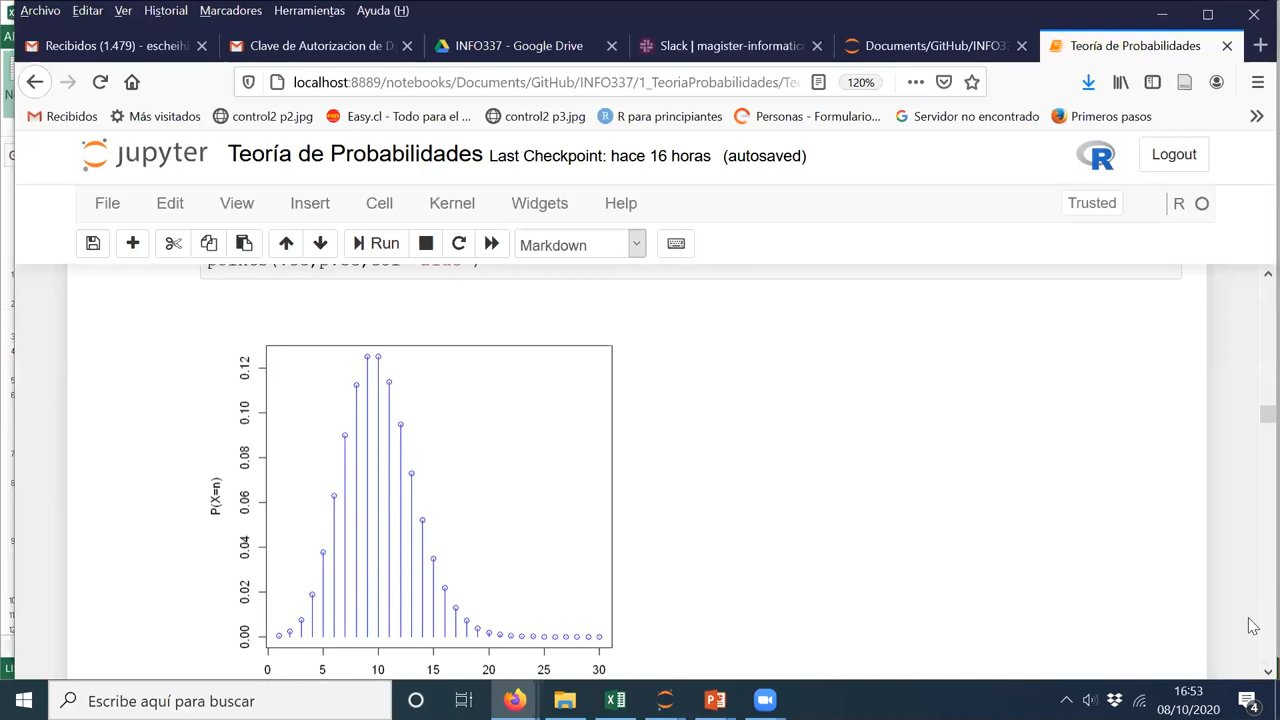 Archivo Editar Ver Historial Marcadores Herramientas Ayuda (H)
Recibidos (1.479) - escheih
Clave de Autorización de D
INFO337 - Google Drive
Slack | magister-informatica
Documents/GitHub/INFO33
Teoría de Probabilidades
localhost:8889/notebooks/Documents/GitHub/INFO337/1_TeoriaProbabilidades/Te
120%
Recibidos Más visitados control2 p2.jpg Easy.cl - Todo para el ... control2 p3.jpg R para principiantes Personas - Formulario... Servidor no encontrado Primeros pasos
jupyter Teoría de Probabilidades Last Checkpoint: hace 16 horas (autosaved)
R
Logout
File Edit View Insert Cell Kernel Widgets Help
Trusted
R
Run
Markdown
P(X=n)
0.12
0.10
0.08
0.06
0.04
0.02
0.00
0 5 10 15 20 25 30
Escribe aquí para buscar
16:53
08/10/2020
4